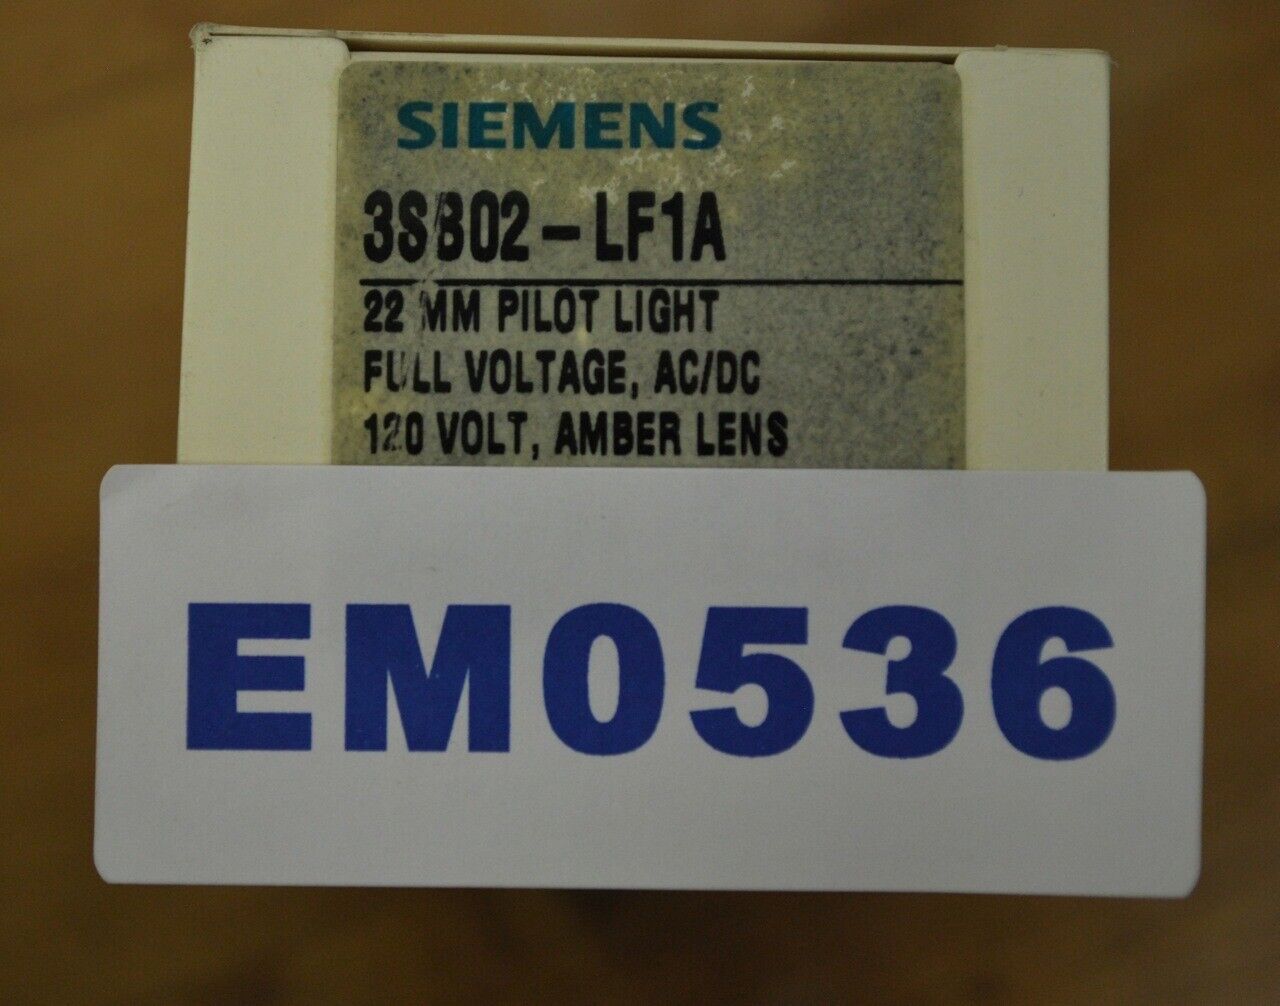 SIEMENS
3SB02-LF1A
22 MM PILOT LIGHT
FULL VOLTAGE, AC/DC
120 VOLT, AMBER LENS
EM0536